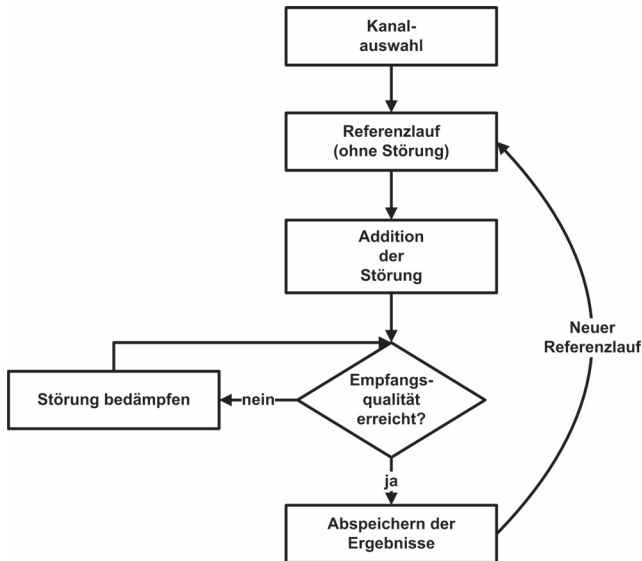 Kanal-
auswahl
Referenzlauf
(ohne Störung)
Addition
der
Störung
Neuer
Referenzlauf
Störung bedämpfen
nein
Empfangs-
qualität
erreicht?
ja
Abspeichern der
Ergebnisse